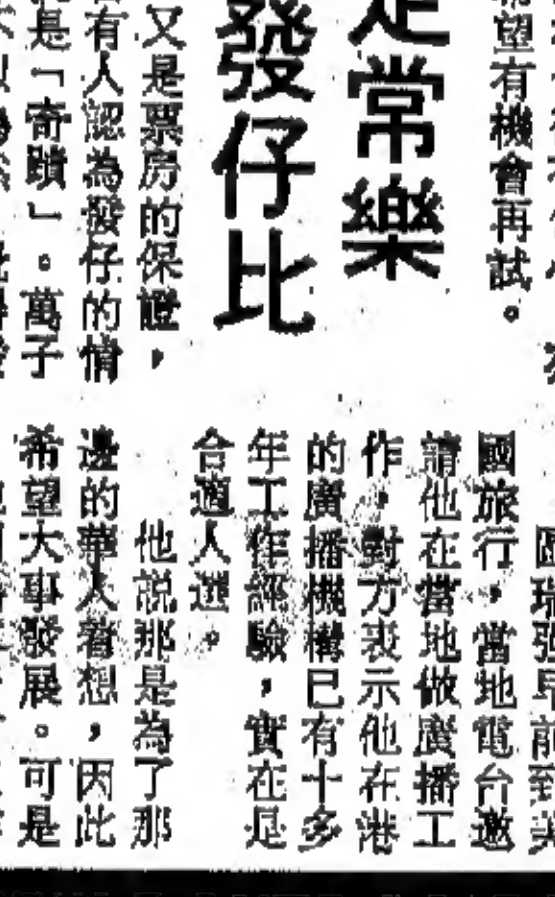 希望有機會再試。
足常樂
發仔比
又是票房的保證，
有人認為發仔的情
是「奇蹟」。萬子
區瑞強早前到美
國旅行，當地電台邀
請他在當地做廣播工
作，對方表示他在港
的廣播機構已有十多
年工作經驗，實在是
合適人選。
他說那是為了那
邊的華人着想，因此
希望大事發展。可是